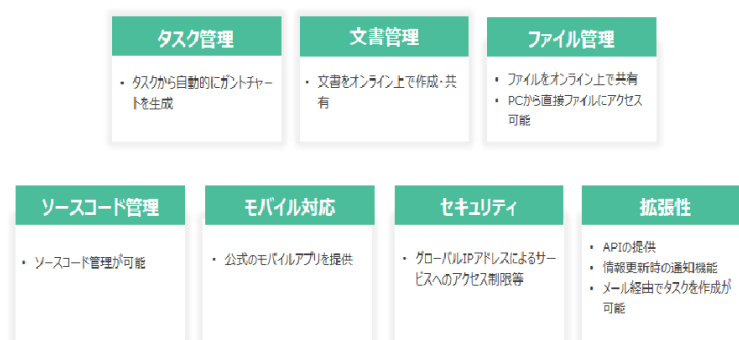 タスク管理
・ タスクから自動的にガントチャー
トを生成
文書管理
・ 文書をオンライン上で作成・共
有
ファイル管理
・ ファイルをオンライン上で共有
・ PCから直接ファイルにアクセス
可能
ソースコード管理
・ ソースコード管理が可能
モバイル対応
・ 公式のモバイルアプリを提供
セキュリティ
・ グローバルIPアドレスによるサー
ビスへのアクセス制限等
拡張性
・ APIの提供
・ 情報更新時の通知機能
・ メール経由でタスクを作成が
可能